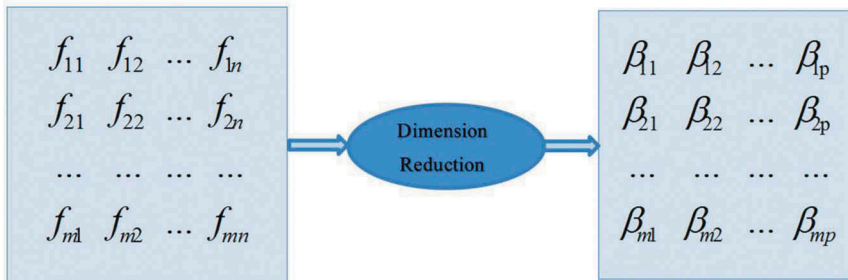 f11 f12 ... f1n
f21 f22 ... f2n
... ... ... ...
fm1 fm2 ... fmn
Dimension
Reduction
β11 β12 ... β1p
β21 β22 ... β2p
... ... ... ...
βm1 βm2 ... βmp